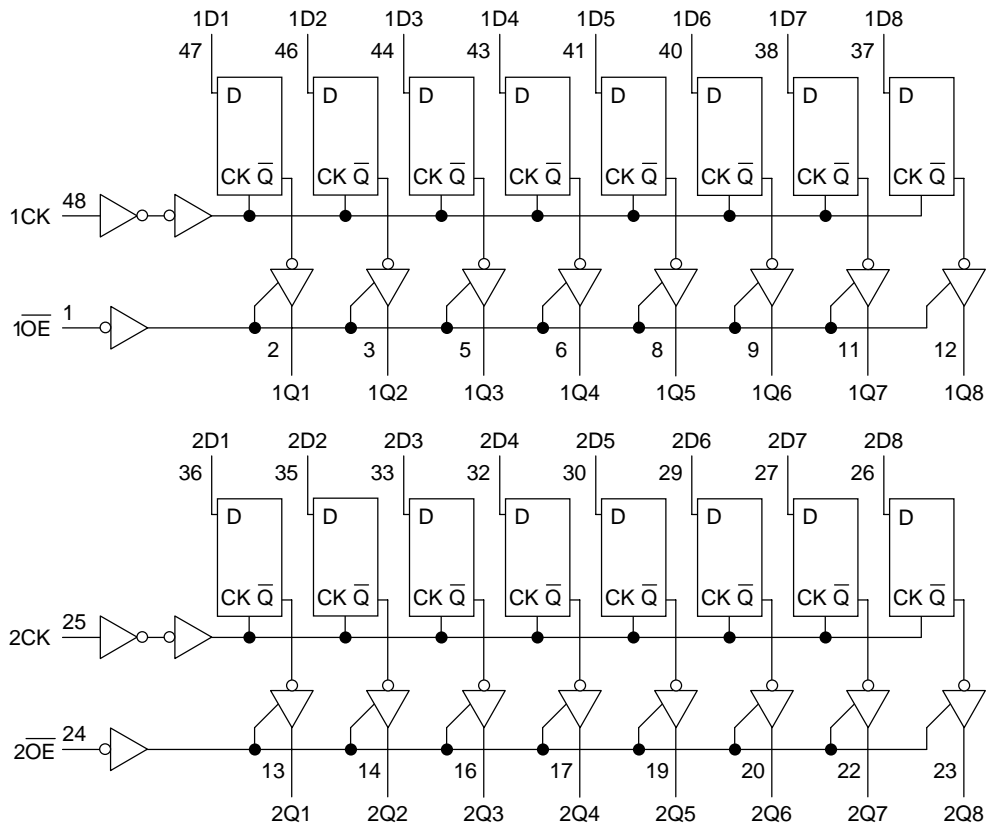 1D1 1D2 1D3 1D4 1D5 1D6 1D7 1D8
47 46 44 43 41 40 38 37
D D D D D D D D
CK Q̅ CK Q̅ CK Q̅ CK Q̅ CK Q̅ CK Q̅ CK Q̅ CK Q̅
1CK 48
1O̅E̅ 1
2 3 5 6 8 9 11 12
1Q1 1Q2 1Q3 1Q4 1Q5 1Q6 1Q7 1Q8
2D1 2D2 2D3 2D4 2D5 2D6 2D7 2D8
36 35 33 32 30 29 27 26
D D D D D D D D
CK Q̅ CK Q̅ CK Q̅ CK Q̅ CK Q̅ CK Q̅ CK Q̅ CK Q̅
2CK 25
2O̅E̅ 24
13 14 16 17 19 20 22 23
2Q1 2Q2 2Q3 2Q4 2Q5 2Q6 2Q7 2Q8